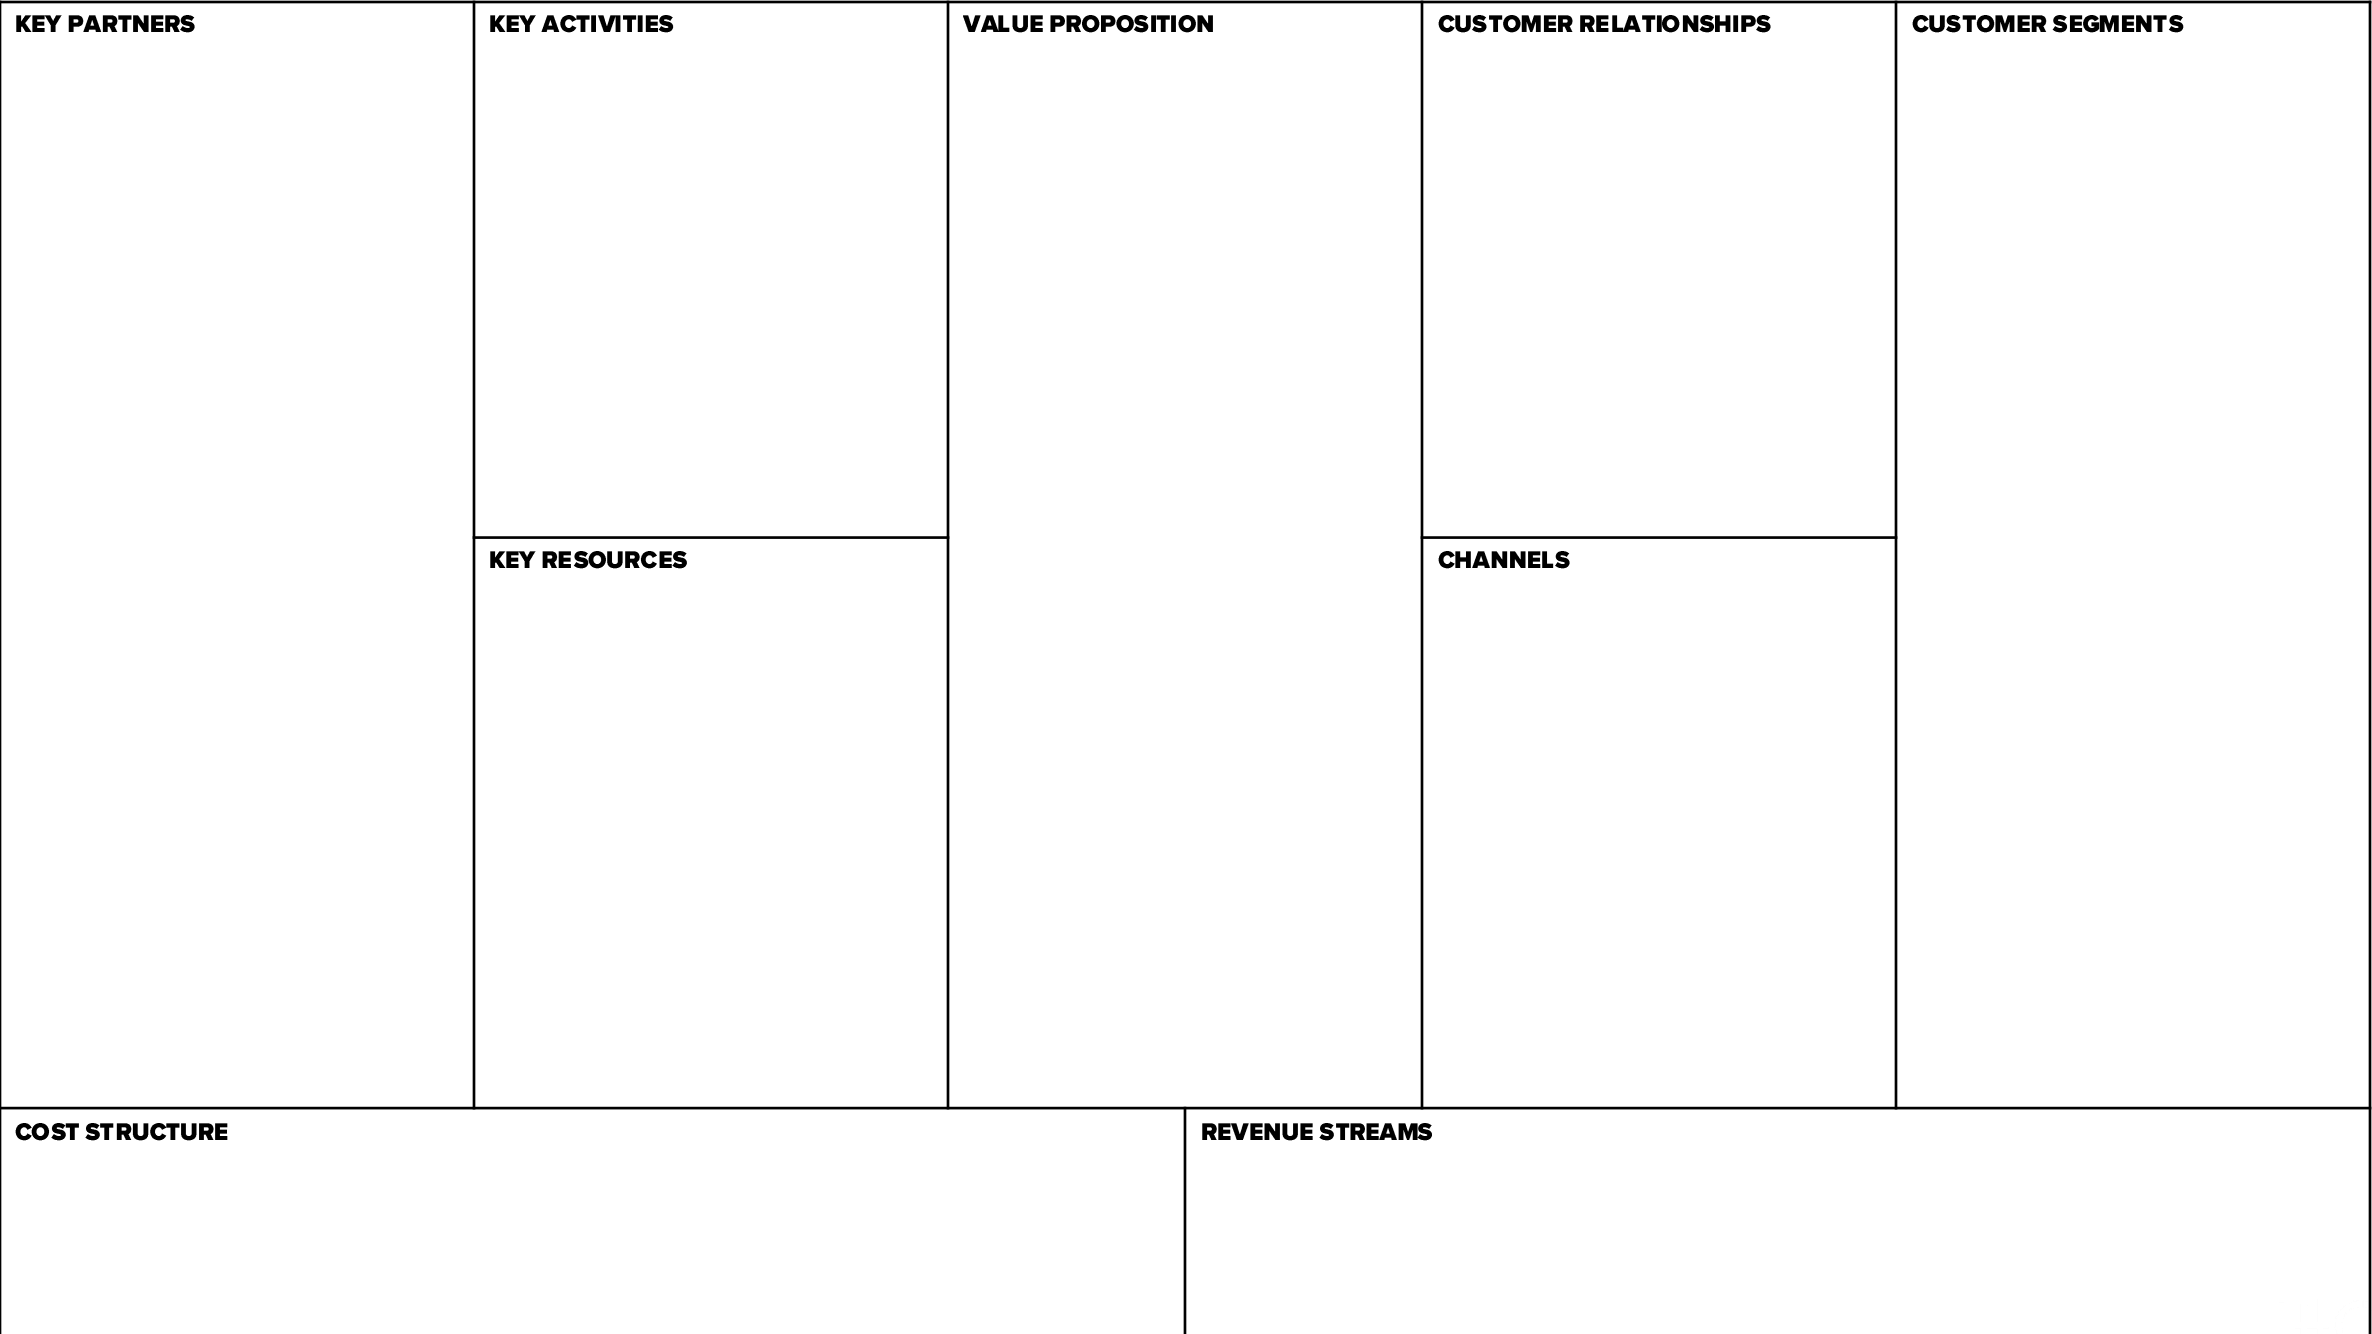 KEY PARTNERS
KEY ACTIVITIES
VALUE PROPOSITION
CUSTOMER RELATIONSHIPS
CUSTOMER SEGMENTS
KEY RESOURCES
CHANNELS
COST STRUCTURE
REVENUE STREAMS